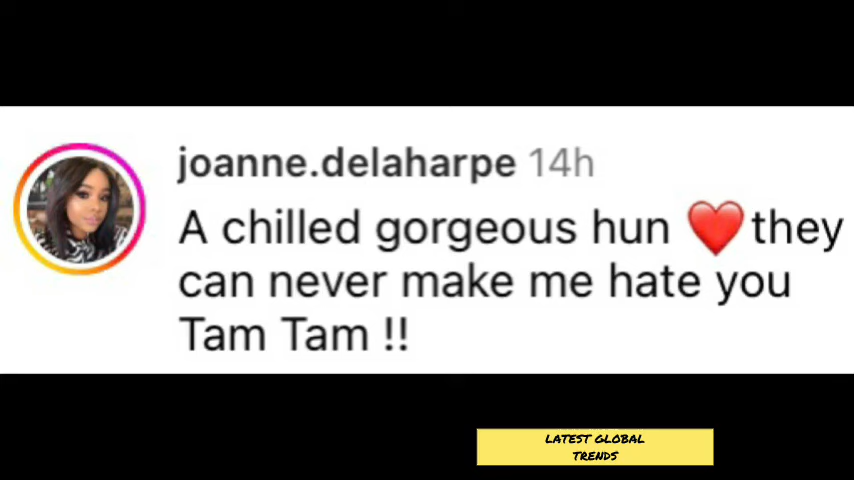 joanne.delaharpe 14h
A chilled gorgeous hun ❤️they
can never make me hate you
Tam Tam !!
LATEST GLOBAL
TRENDS